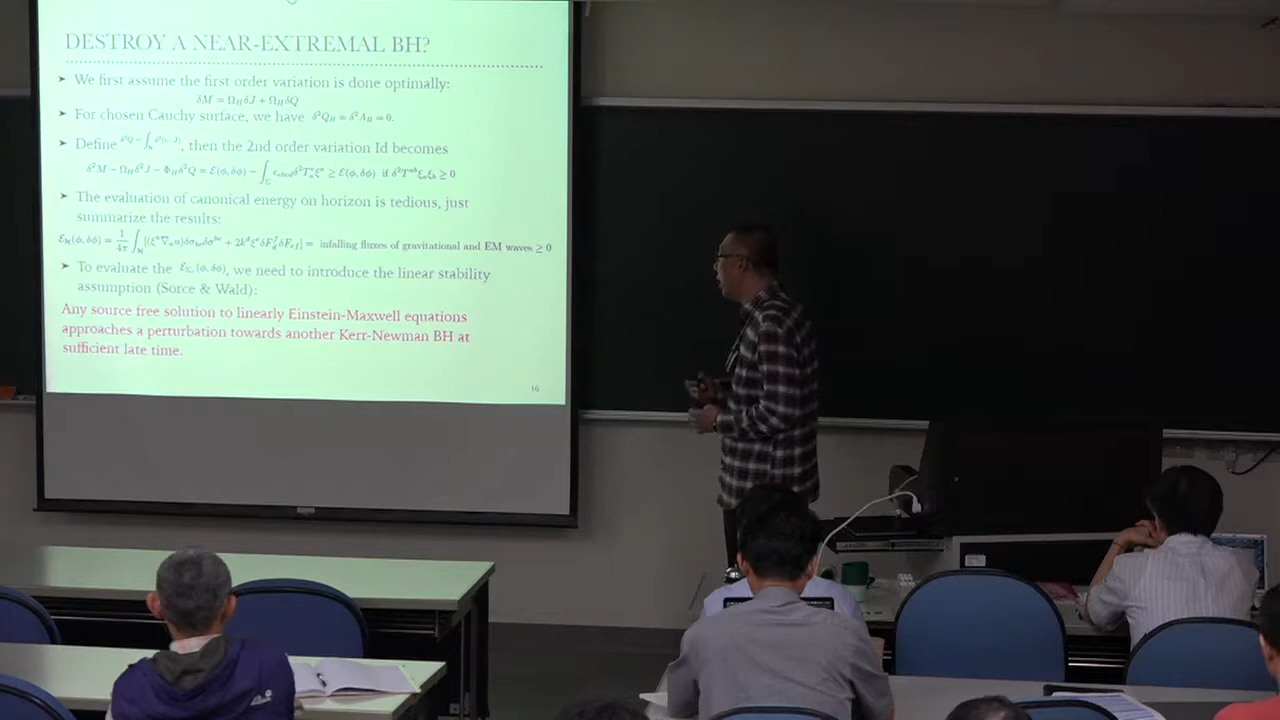 DESTROY A NEAR-EXTREMAL BH?
➤ We first assume the first order variation is done optimally:
δM = Ω_H δJ + Ω_H δQ
➤ For chosen Cauchy surface, we have δ²Q_B = δ²A_B = 0.
➤ Define , then the 2nd order variation Id becomes
δ²M − Ω_H δ²J − Φ_H δ²Q = ℰ(φ, δφ) − ∫_Σ ε_{abcd} δ²T^a_e ξ^e ≥ ℰ(φ, δφ) if δ²T^{ab} ξ_a ξ_b ≥ 0
➤ The evaluation of canonical energy on horizon is tedious, just
summarize the results:
infalling fluxes of gravitational and EM waves ≥ 0
➤ To evaluate the (φ, δφ), we need to introduce the linear stability
assumption (Sorce & Wald):
Any source free solution to linearly Einstein-Maxwell equations
approaches a perturbation towards another Kerr-Newman BH at
sufficient late time.
16